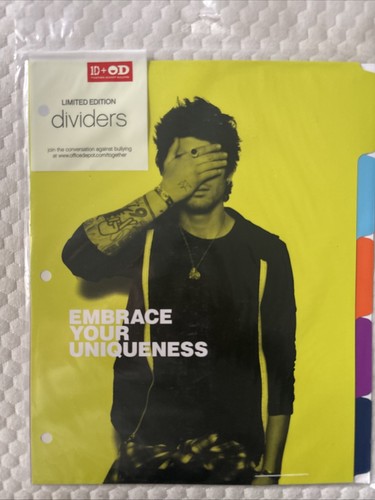 1D+OD
LIMITED EDITION
dividers
join the conversation against bullying
at www.officedepot.com/together
EMBRACE
YOUR
UNIQUENESS